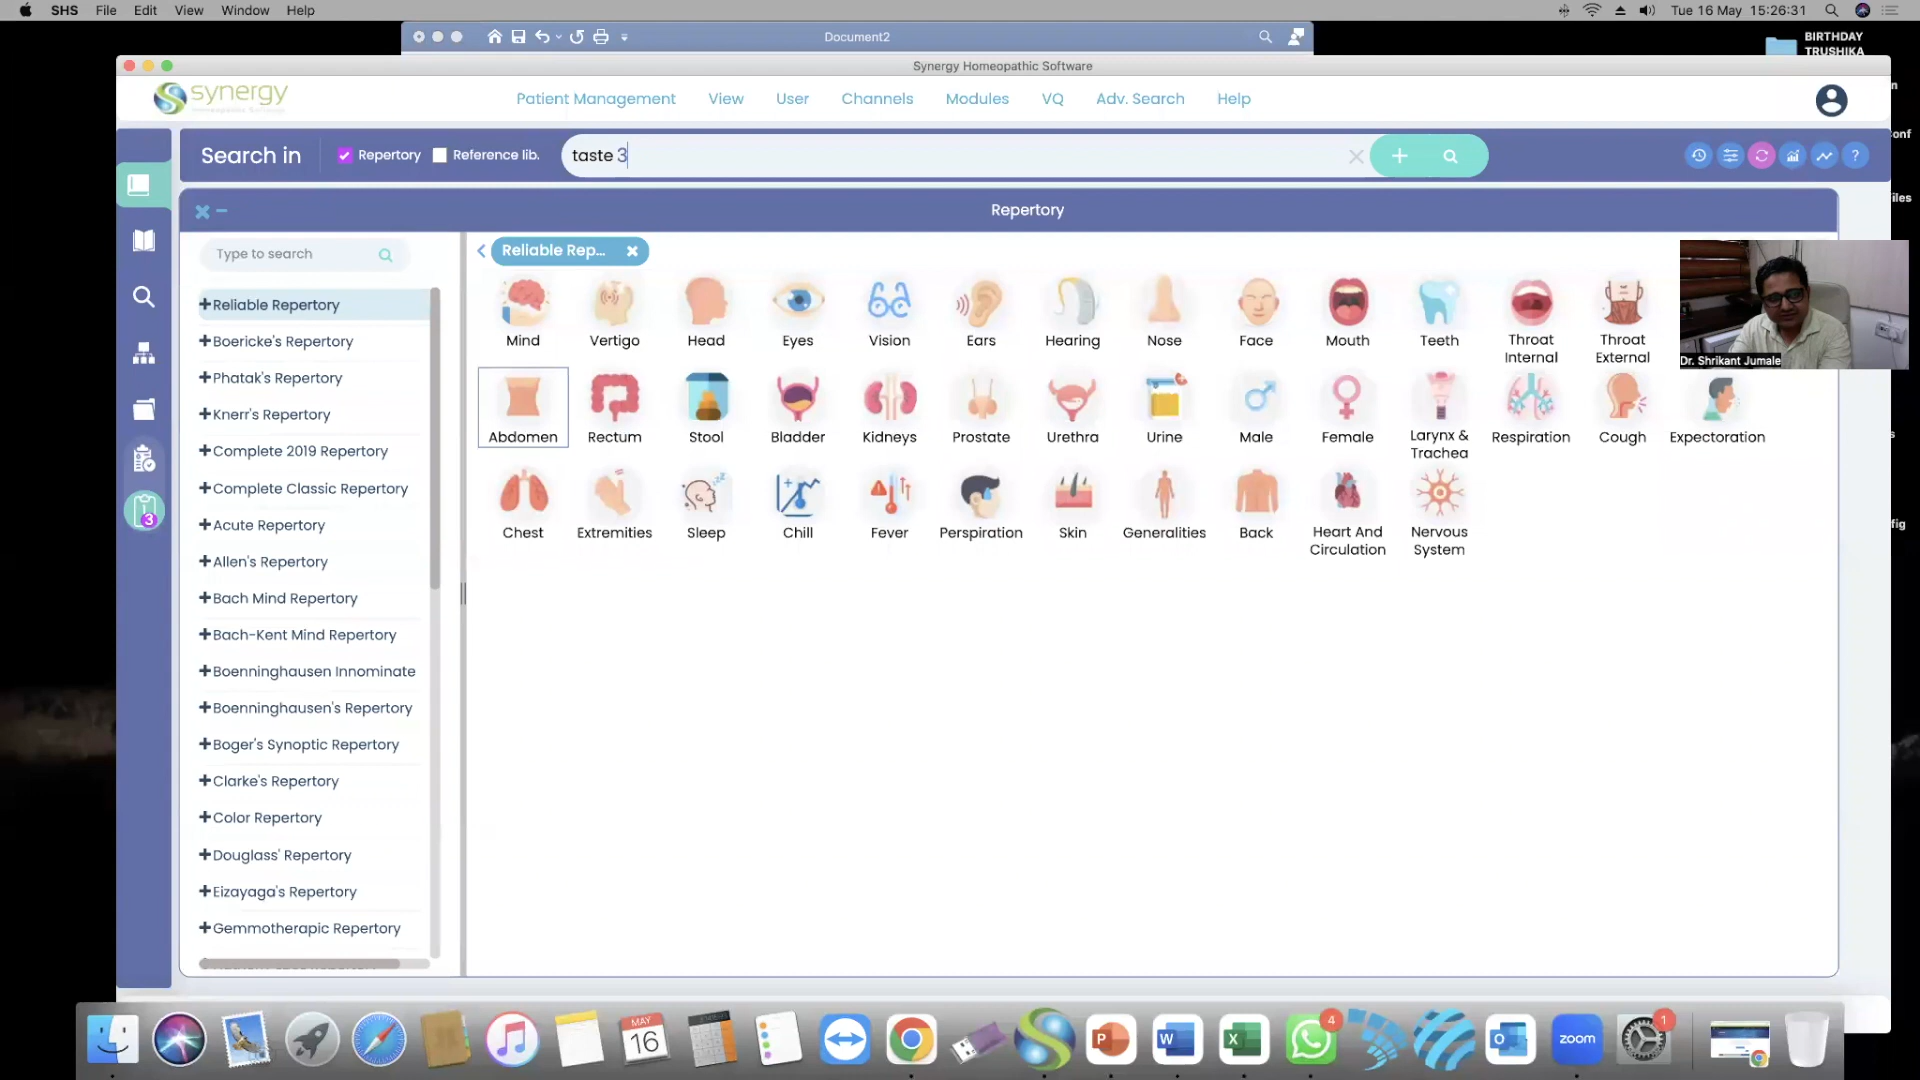 SHS File Edit View Synergy Window Help
Tue 16 May 15:26:31
Document2
BIRTHDAY
TRUSHIKA
Synergy Homeopathic Software
synergy
Patient Management View User Channels Modules VQ Adv. Search Help
Search in Repertory Reference lib. taste 3
Repertory
Type to search
Reliable Rep...
Reliable Repertory
Boericke's Repertory
Phatak's Repertory
Knerr's Repertory
Complete 2019 Repertory
Complete Classic Repertory
Acute Repertory
Allen's Repertory
Bach Mind Repertory
Bach-Kent Mind Repertory
Boenninghausen Innominate
Boenninghausen's Repertory
Boger's Synoptic Repertory
Clarke's Repertory
Color Repertory
Douglass' Repertory
Eizayaga's Repertory
Gemmotherapic Repertory
Mind Vertigo Head Eyes Vision Ears Hearing Nose Face Mouth Teeth Throat Internal Throat External
Abdomen Rectum Stool Bladder Kidneys Prostate Urethra Urine Male Female Larynx & Trachea Respiration Cough Expectoration
Chest Extremities Sleep Chill Fever Perspiration Skin Generalities Back Heart And Circulation Nervous System
Dr. Shrikant Jumale
3
onf
iles
fig
MAY
16
4
zoom
1